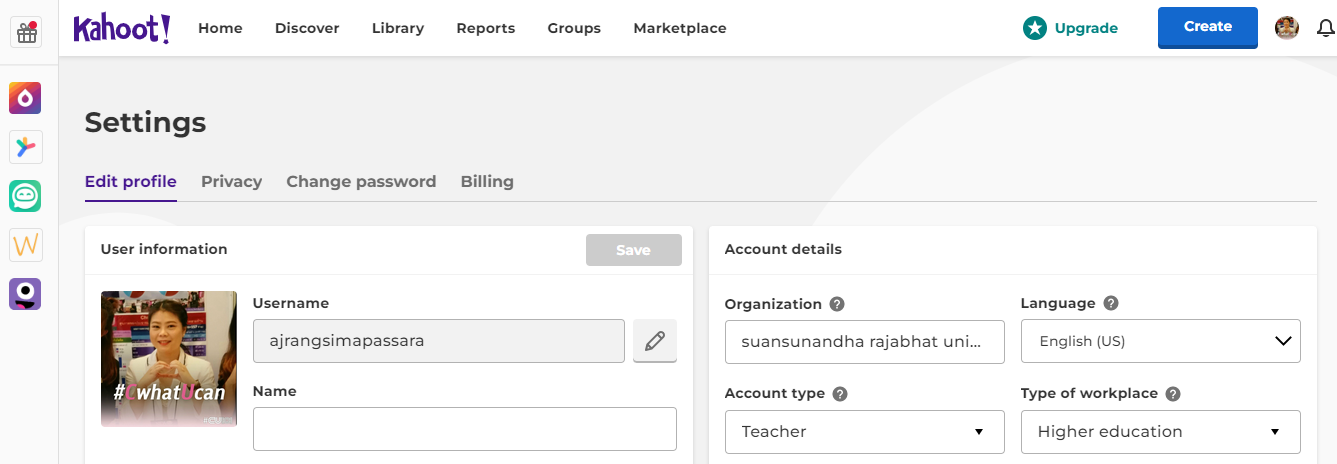 Kahoot!
Home Discover Library Reports Groups Marketplace
Upgrade
Create
Settings
Edit profile Privacy Change password Billing
User information
Save
#CwhatUcan
Username
ajrangsimapassara
Name
Account details
Organization ?
suansunandha rajabhat uni...
Language ?
English (US)
Account type ?
Teacher
Type of workplace ?
Higher education